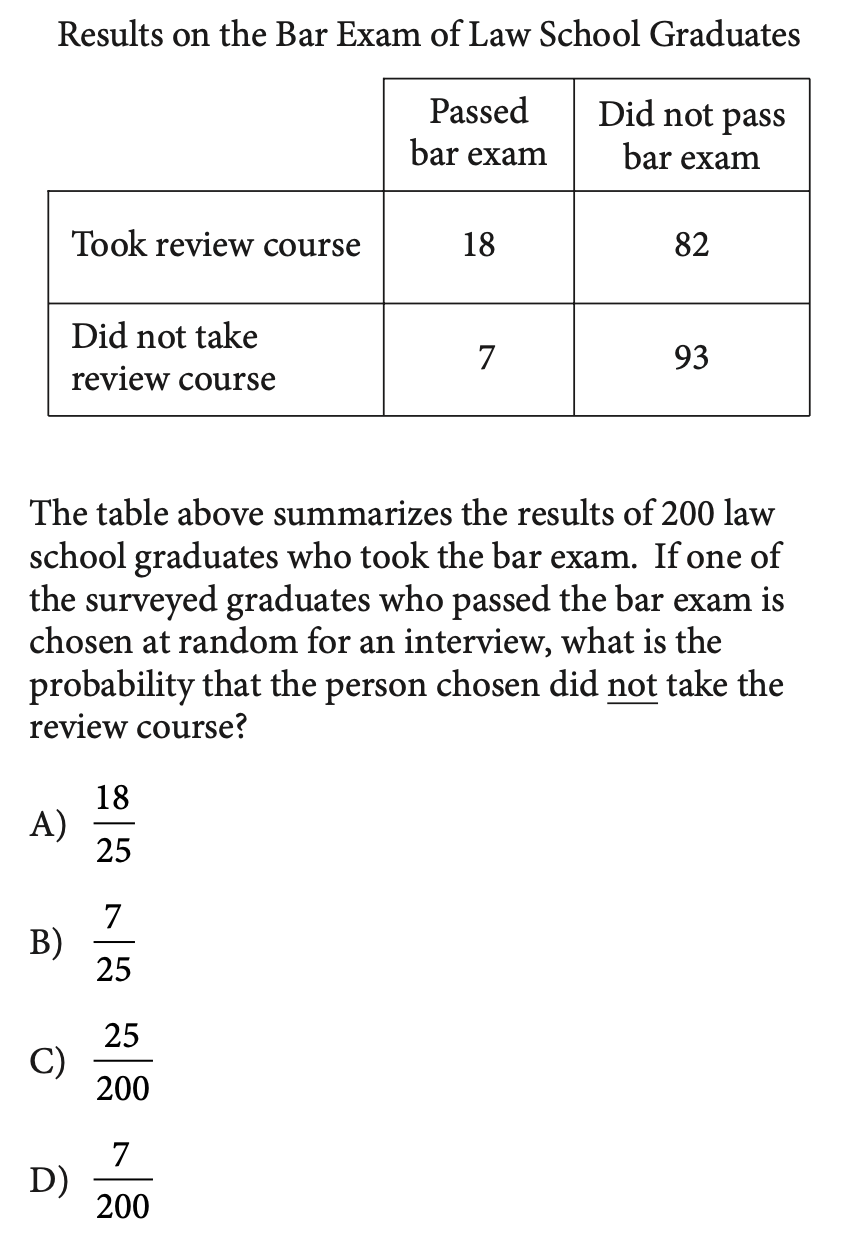 Results on the Bar Exam of Law School Graduates
Passed bar exam
Did not pass bar exam
Took review course
18
82
Did not take review course
7
93
The table above summarizes the results of 200 law
school graduates who took the bar exam. If one of
the surveyed graduates who passed the bar exam is
chosen at random for an interview, what is the
probability that the person chosen did not take the
review course?
A) 18/25
B) 7/25
C) 25/200
D) 7/200